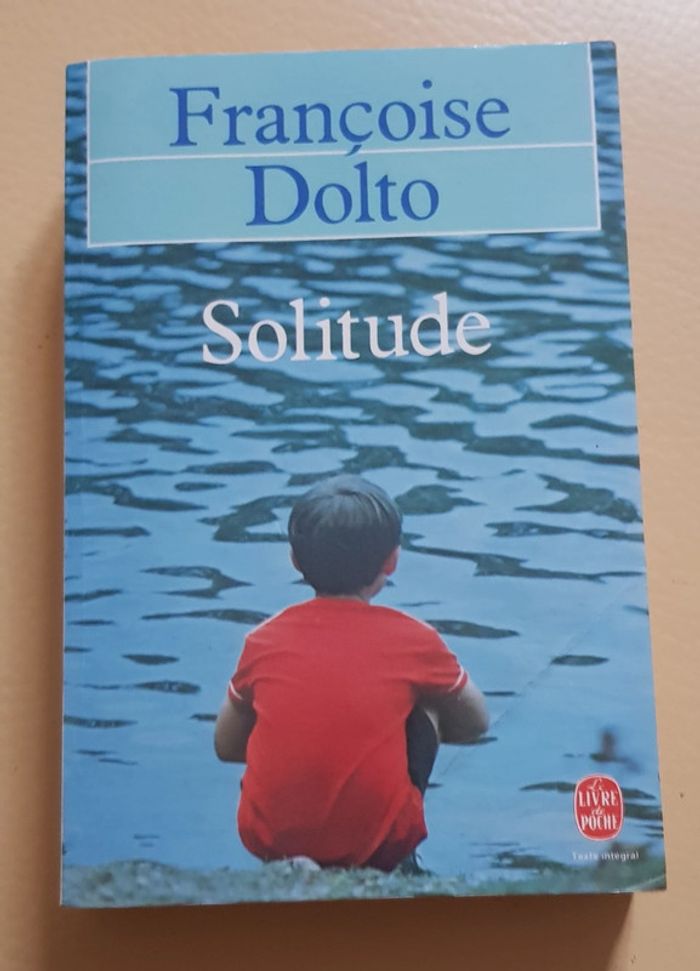 Françoise
Dolto
Solitude
Le
LIVRE
de
POCHE
Texte intégral